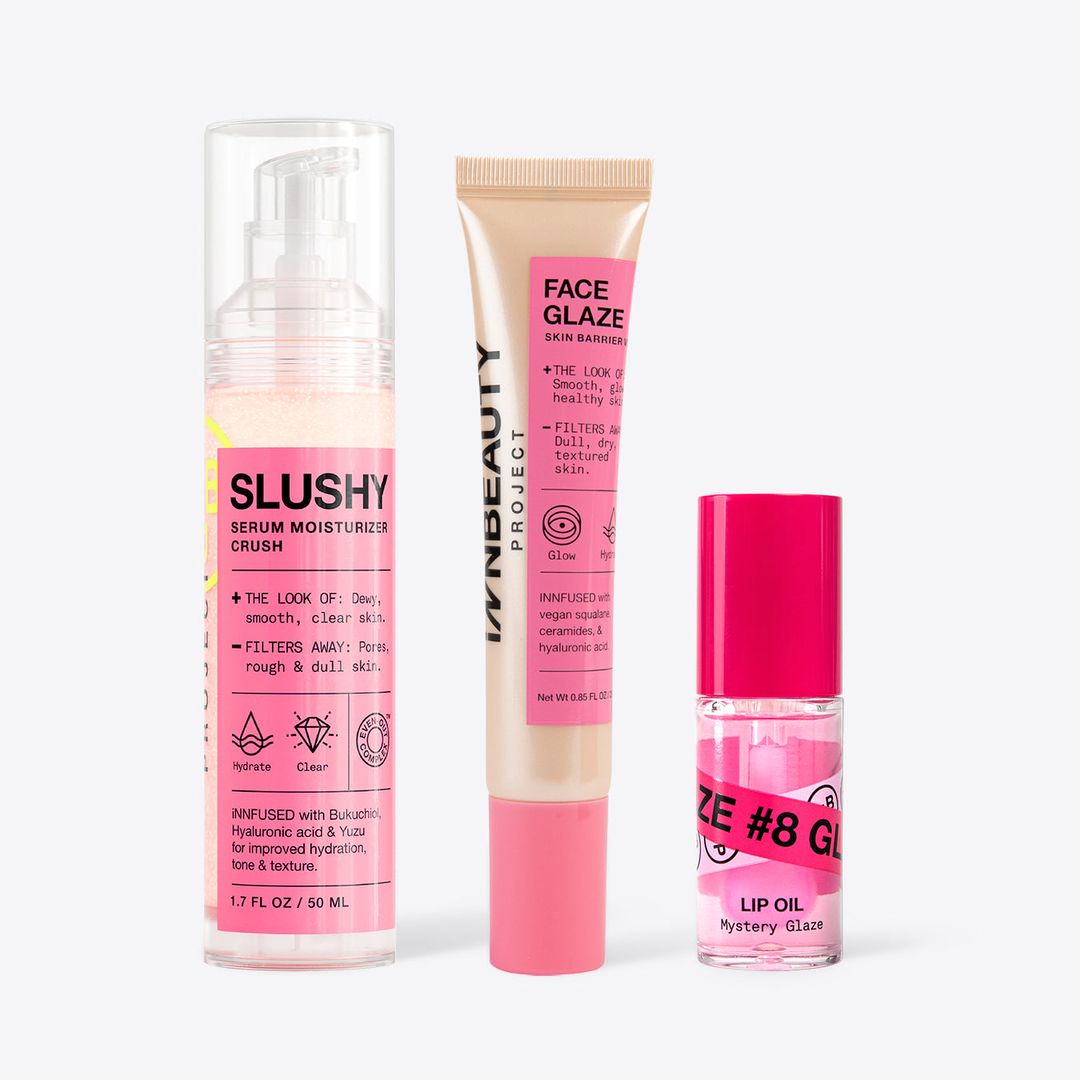 SLUSHY
SERUM MOISTURIZER
CRUSH
+ THE LOOK OF: Dewy,
smooth, clear skin.
− FILTERS AWAY: Pores,
rough & dull skin.
Hydrate
Clear
EVEN-OUT COMPLEX
iNNFUSED with Bukuchiol,
Hyaluronic acid & Yuzu
for improved hydration,
tone & texture.
1.7 FL OZ / 50 ML
iNNBEAUTY
PROJECT
FACE
GLAZE
SKIN BARRIER
+THE LOOK OF
Smooth,
healthy
− FILTERS
Dull, dry,
textured
skin.
Glow
INNFUSED with
vegan squalane,
ceramides, &
hyaluronic acid.
Net Wt 0.85 FL OZ
#8
LIP OIL
Mystery Glaze